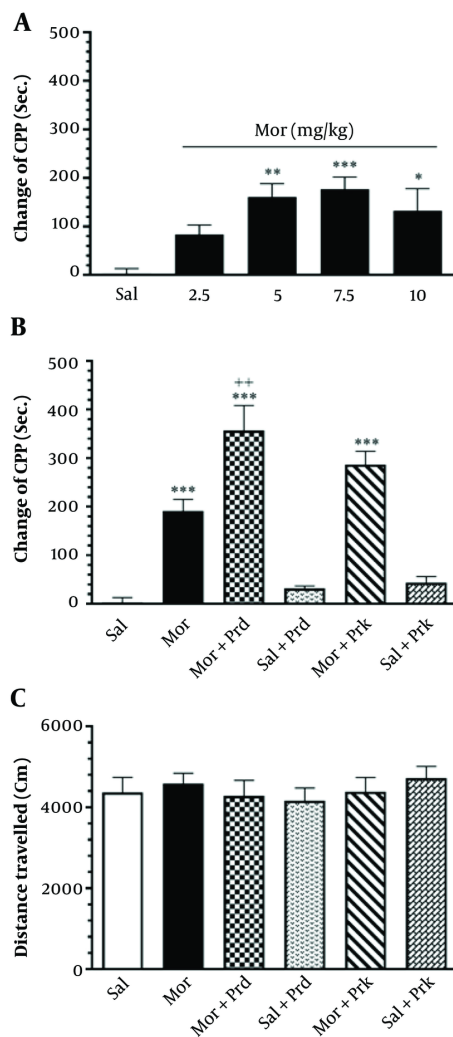 A
Change of CPP (Sec.)
500
400
300
200
100
0
Mor (mg/kg)
**
***
*
Sal
2.5
5
7.5
10
B
Change of CPP (Sec.)
500
400
300
200
100
0
***
++
***
***
Sal
Mor
Mor + Prd
Sal + Prd
Mor + Prk
Sal + Prk
C
Distance travelled (Cm)
6000
4000
2000
0
Sal
Mor
Mor + Prd
Sal + Prd
Mor + Prk
Sal + Prk